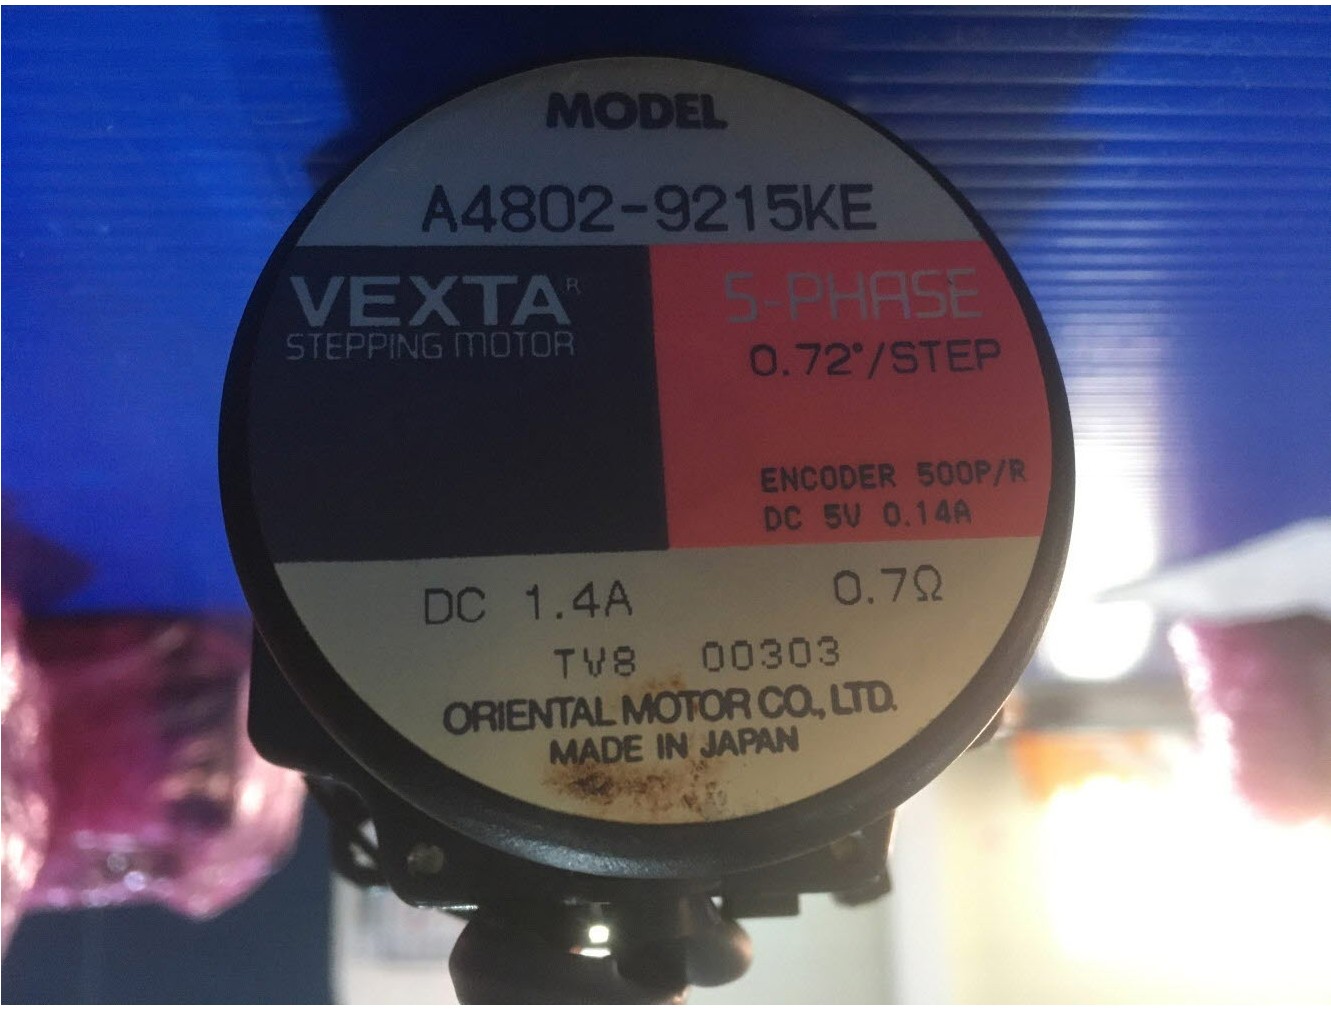 MODEL
A4802-9215KE
VEXTA®
STEPPING MOTOR
5-PHASE
0.72°/STEP
ENCODER 500P/R
DC 5V 0.14A
DC 1.4A 0.7Ω
TV8 00303
ORIENTAL MOTOR CO., LTD.
MADE IN JAPAN